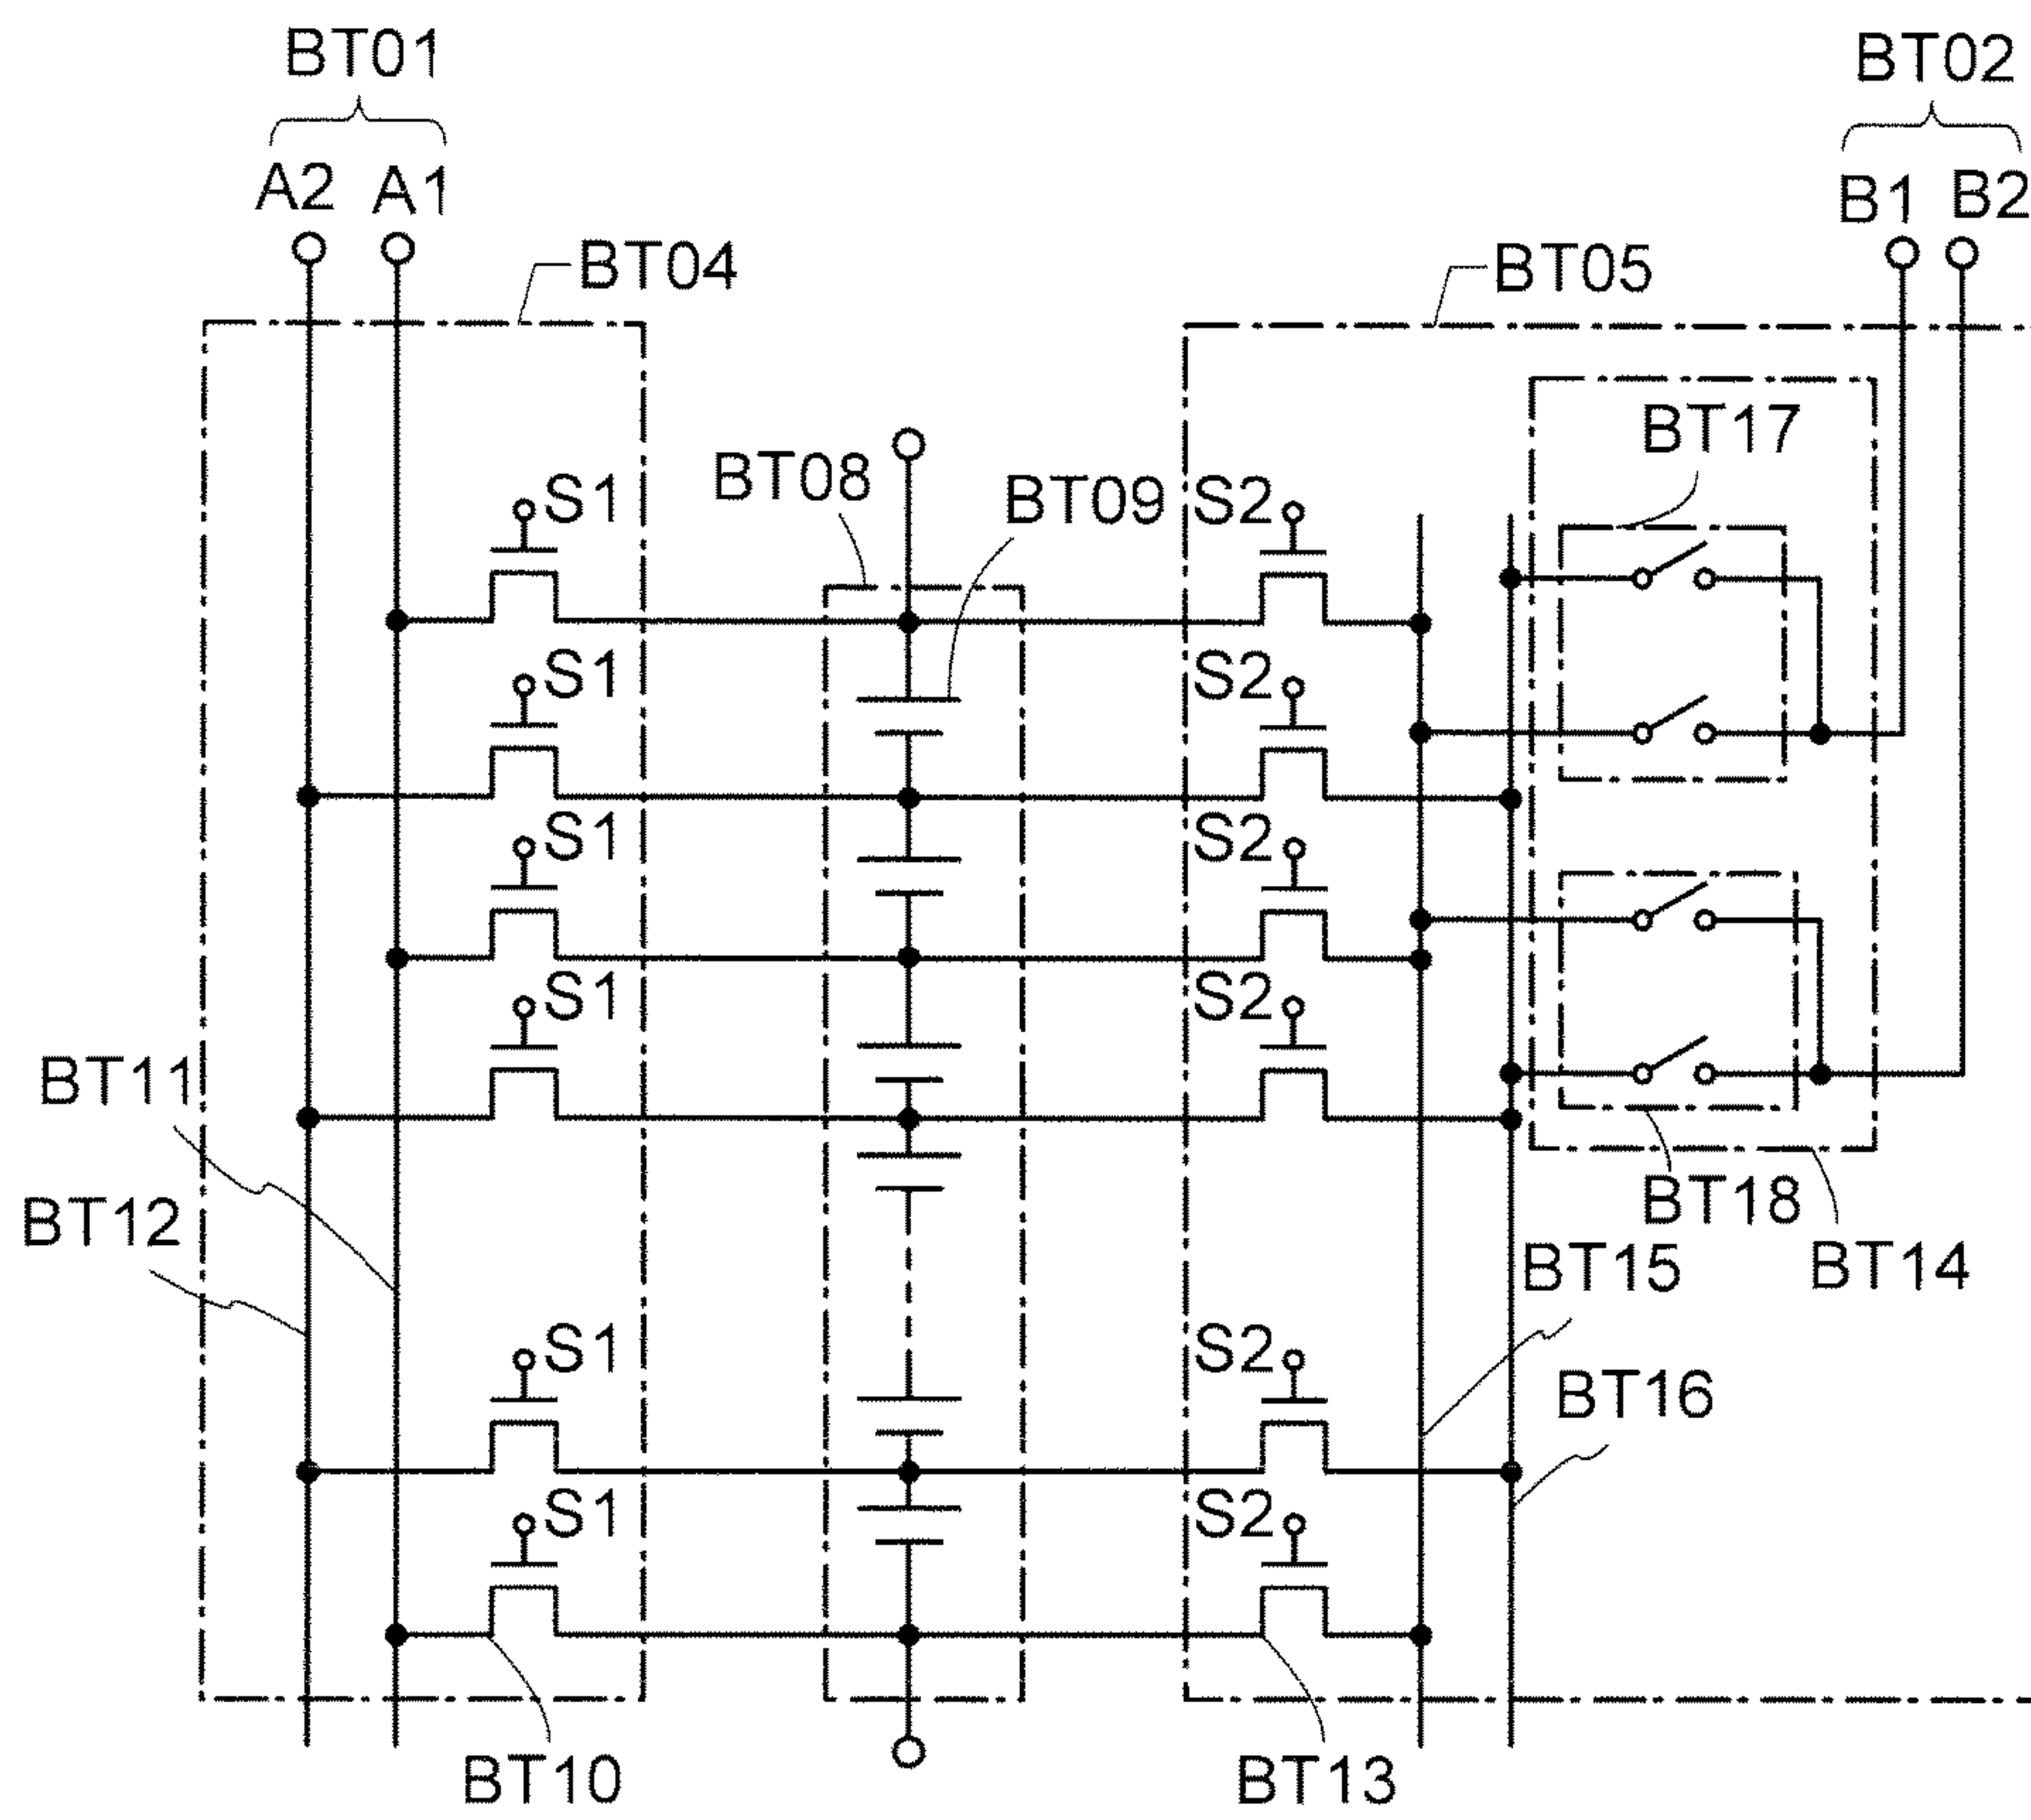 BT01
BT02
A2 A1
B1 B2
BT04
BT05
BT17
BT08
BT09
S1
S2
S1
S2
S1
S2
S1
S2
BT11
BT12
BT18
BT15
BT14
S1
S2
BT16
S1
S2
BT10
BT13